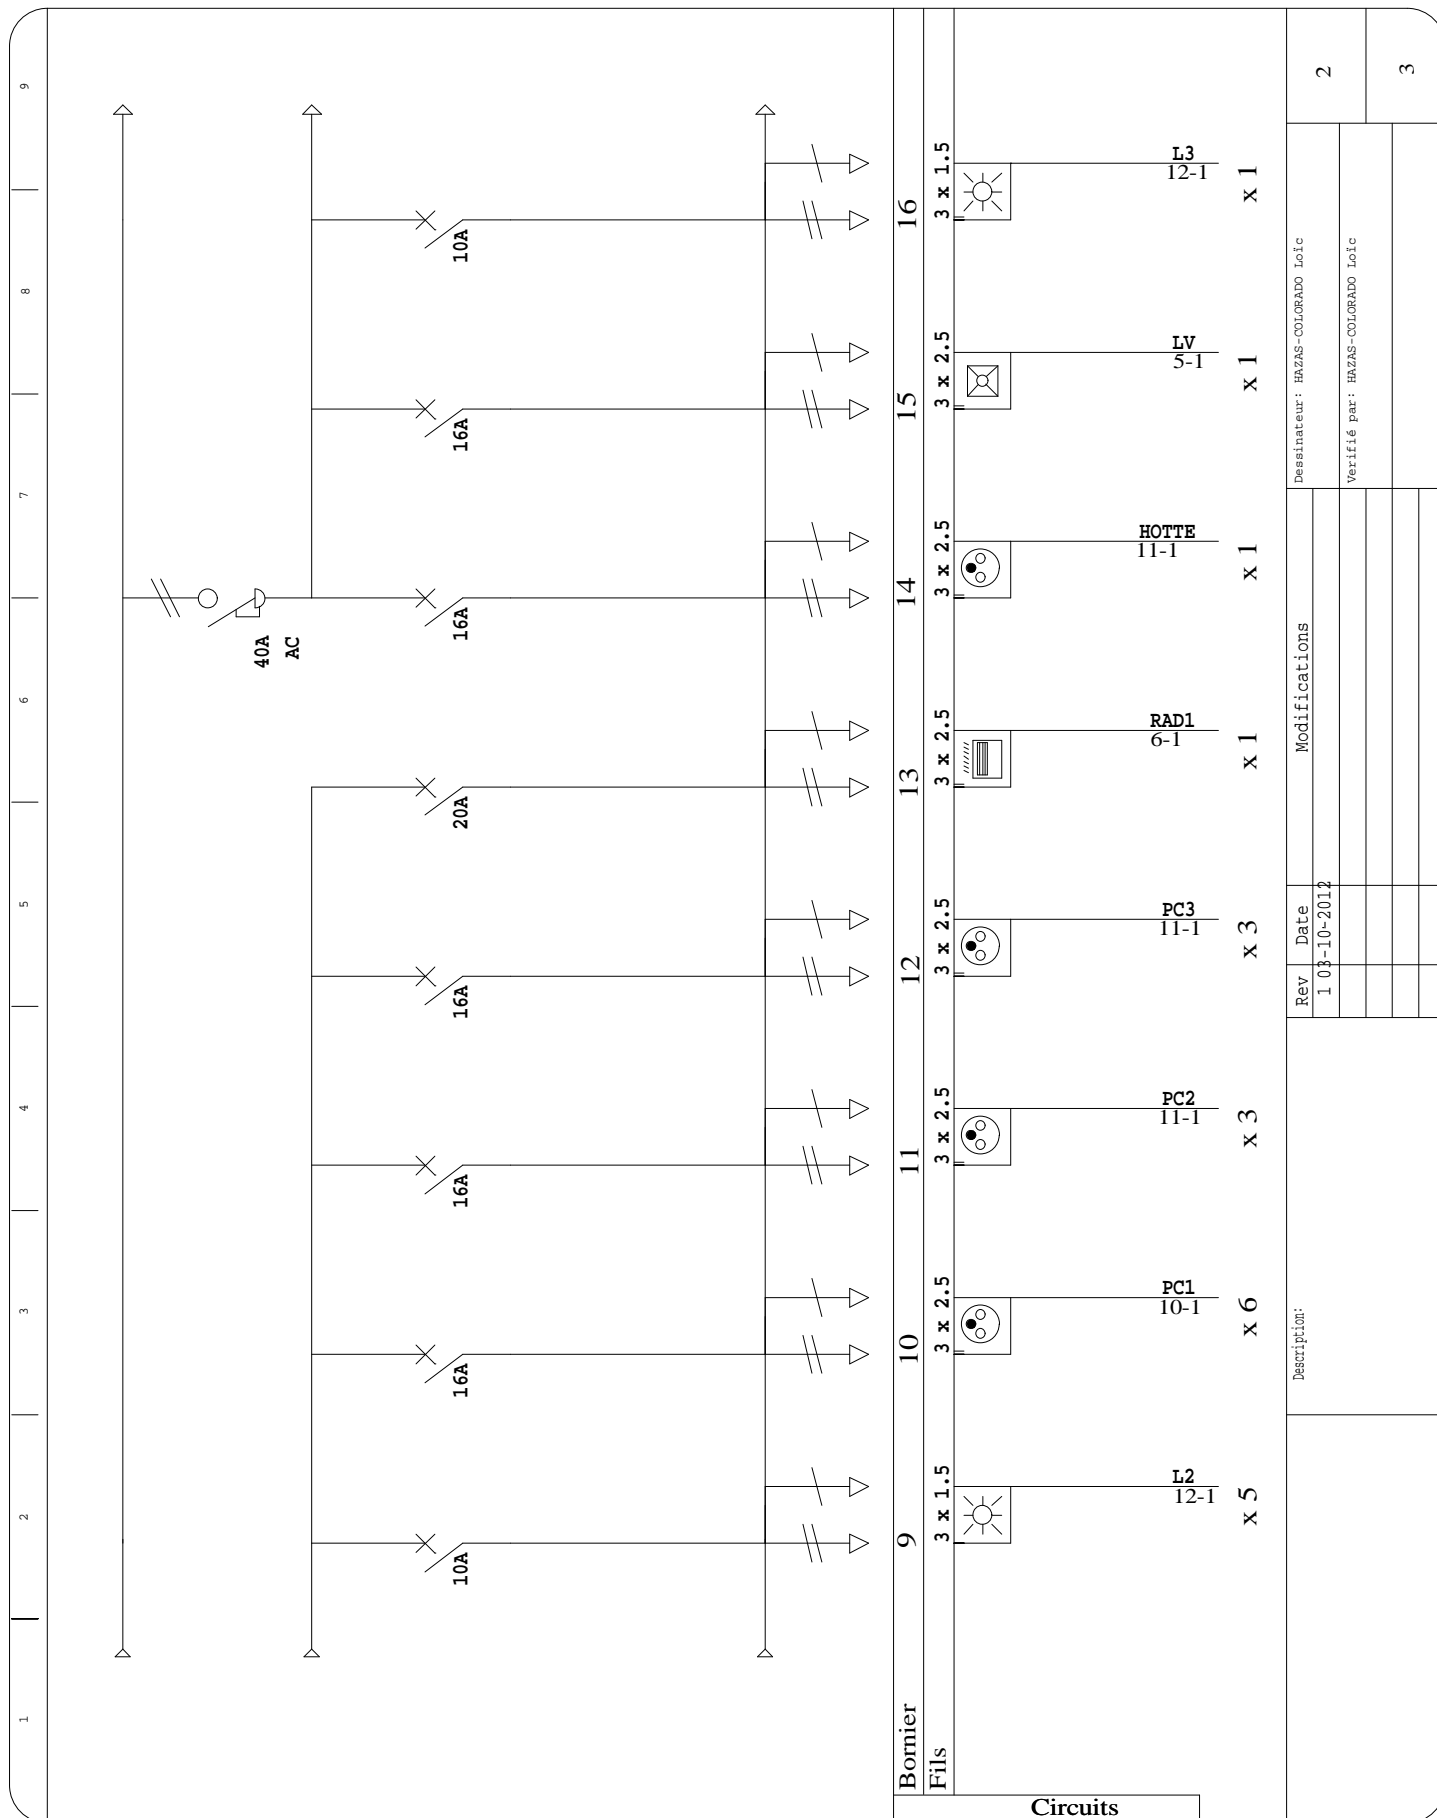 1 2 3 4 5 6 7 8 9
40A
AC
10A 16A 16A 16A 20A 16A 16A 10A
Bornier 9 10 11 12 13 14 15 16
Fils 3 x 1.5 3 x 2.5 3 x 2.5 3 x 2.5 3 x 2.5 3 x 2.5 3 x 2.5 3 x 1.5
Circuits
L2 PC1 PC2 PC3 RAD1 HOTTE LV L3
12-1 10-1 11-1 11-1 6-1 11-1 5-1 12-1
x 5 x 6 x 3 x 3 x 1 x 1 x 1 x 1
Description:
Rev Date Modifications
1 03-10-2012
Dessinateur: HAZAS-COLORADO Loïc
Verifié par: HAZAS-COLORADO Loïc
2
3